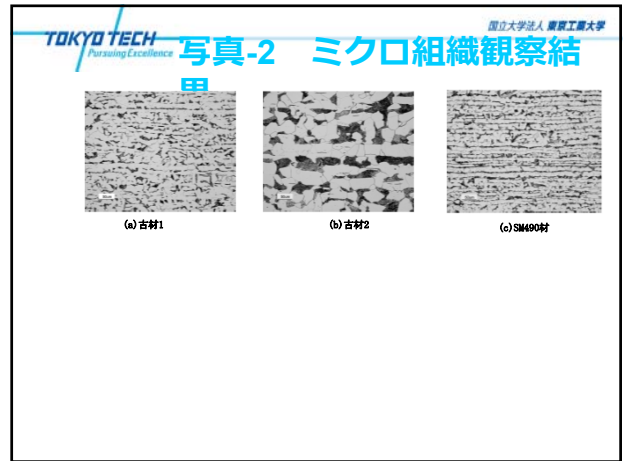 国立大学法人 東京工業大学
TOKYO TECH
Pursuing Excellence
写真-2 ミクロ組織観察結
果
(a)古材1
(b)古材2
(c)SM490材